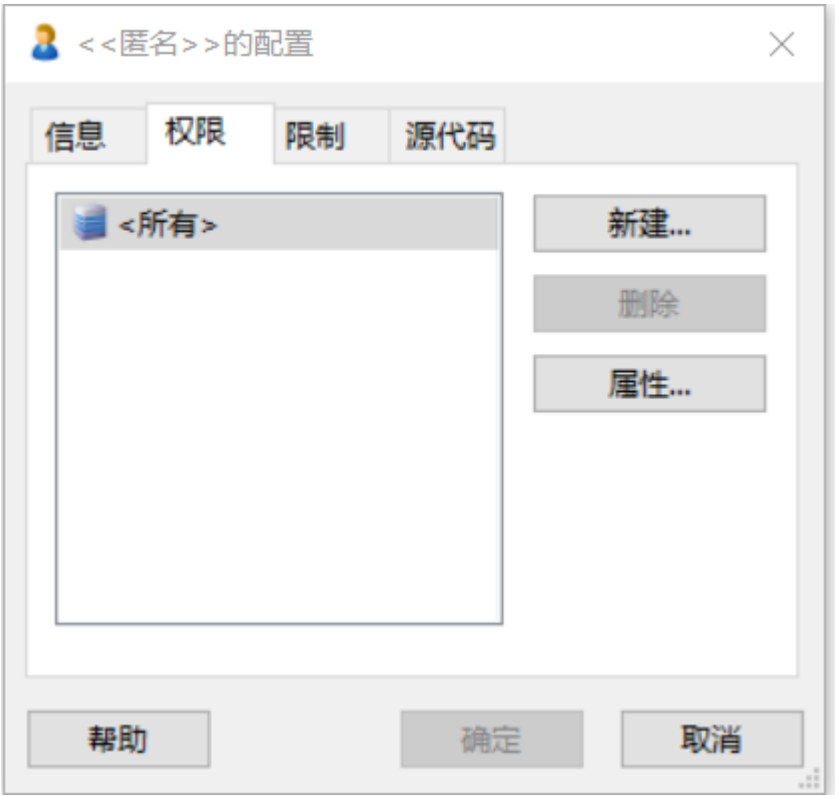 <<匿名>>的配置
信息
权限
限制
源代码
<所有>
新建...
删除
属性...
帮助
确定
取消